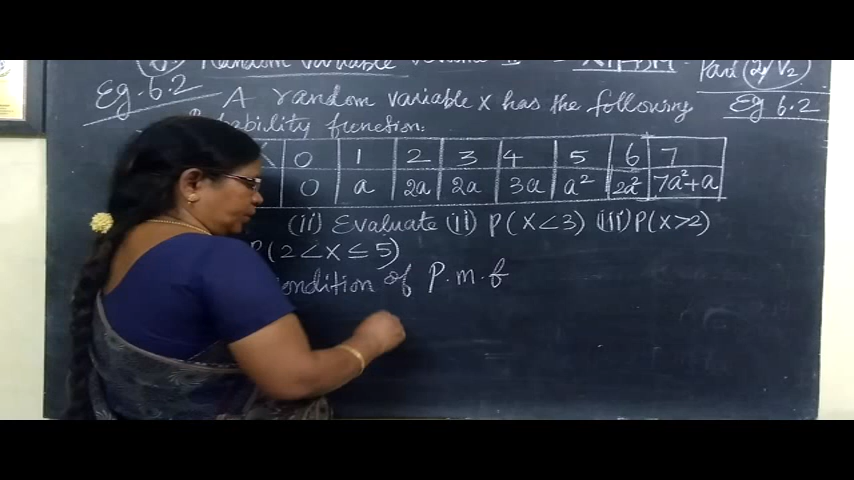 Random variable
Part 2/V2
Eg. 6.2 A random variable X has the following Eg 6.2
bability function:
0 1 2 3 4 5 6 7
0 a 2a 2a 3a a² 2a² 7a²+a
(ii) Evaluate (ii) P(X<3) (iii) P(X>2)
P(2<X≤5)
ondition of P.m.f